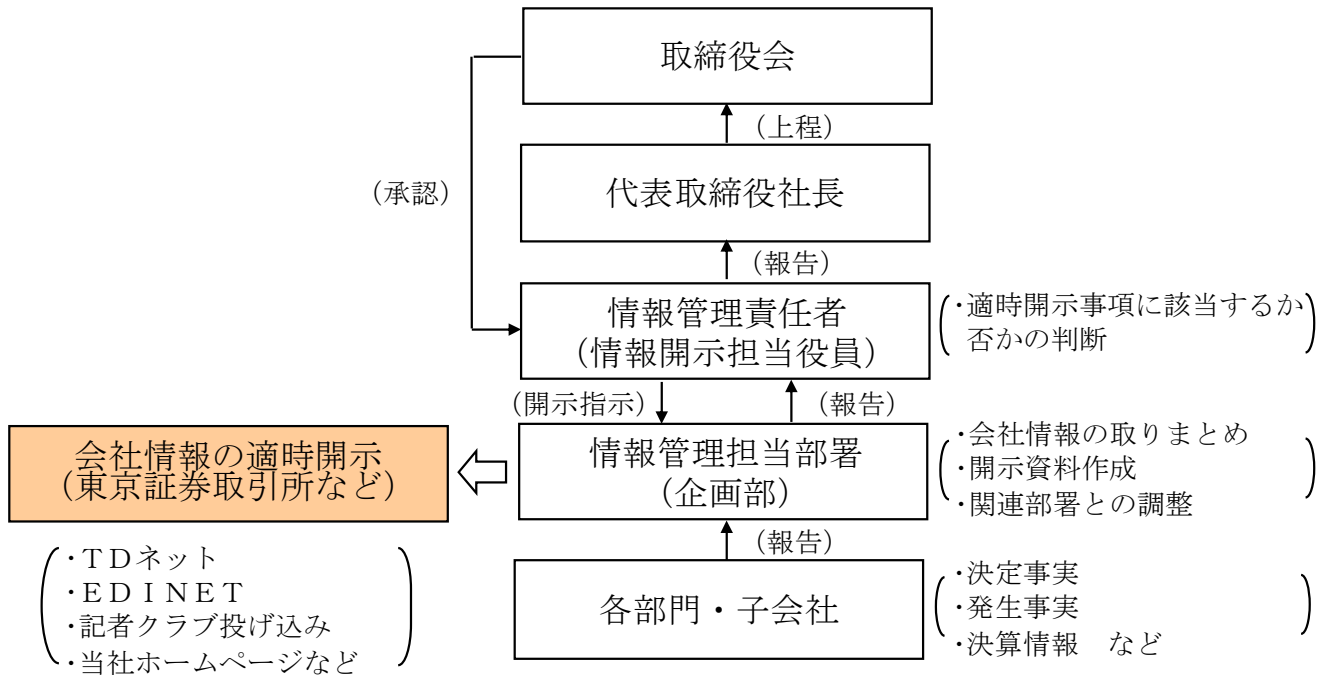 取締役会
（上程）
（承認）
代表取締役社長
（報告）
情報管理責任者
（情報開示担当役員）
・適時開示事項に該当するか
否かの判断
（開示指示）
（報告）
情報管理担当部署
（企画部）
・会社情報の取りまとめ
・開示資料作成
・関連部署との調整
会社情報の適時開示
（東京証券取引所など）
・ＴＤネット
・ＥＤＩＮＥＴ
・記者クラブ投げ込み
・当社ホームページなど
（報告）
各部門・子会社
・決定事実
・発生事実
・決算情報　など